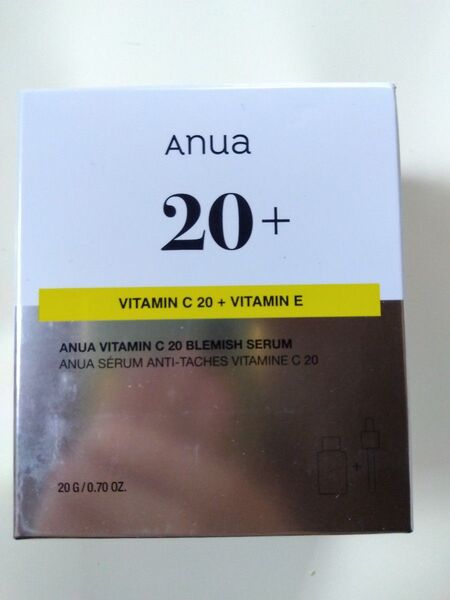 Anua
20+
VITAMIN C 20 + VITAMIN E
ANUA VITAMIN C 20 BLEMISH SERUM
ANUA SÉRUM ANTI-TACHES VITAMINE C 20
+
20 G / 0.70 OZ.